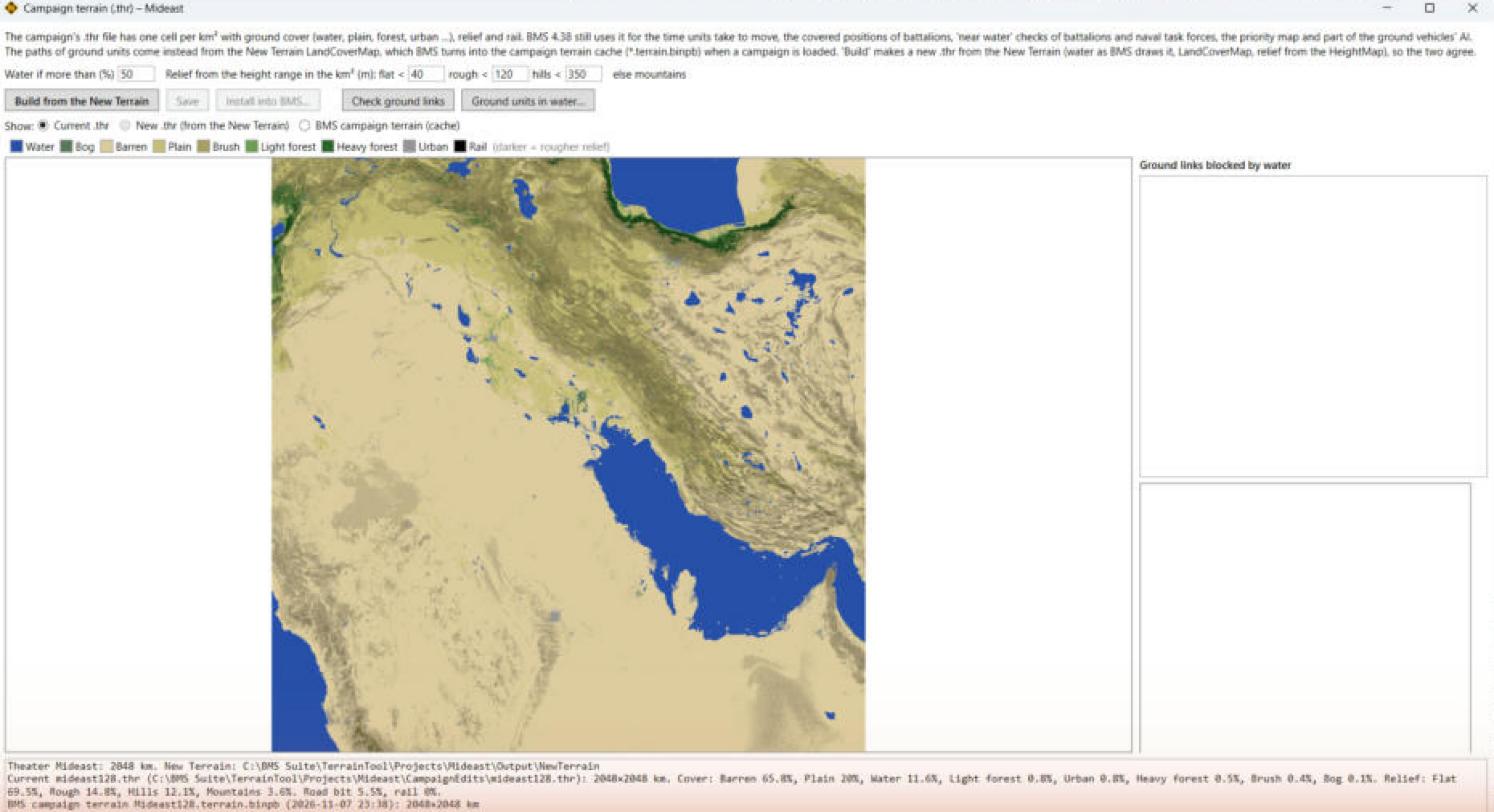 Campaign terrain (.thr) – Mideast
The campaign's .thr file has one cell per km² with ground cover (water, plain, forest, urban ...), relief and rail. BMS 4.38 still uses it for the time units take to move, the covered positions of battalions, 'near water' checks of battalions and naval task forces, the priority map and part of the ground vehicles' AI.
The paths of ground units come instead from the New Terrain LandCoverMap, which BMS turns into the campaign terrain cache (*.terrain.binpb) when a campaign is loaded. 'Build' makes a new .thr from the New Terrain (water as BMS draws it, LandCoverMap, relief from the HeightMap), so the two agree.
Water if more than (%) 50 Relief from the height range in the km² (m): flat < 40 rough < 120 hills < 350 else mountains
Build from the New Terrain Save Install into BMS... Check ground links Ground units in water...
Show: Current .thr New .thr (from the New Terrain) BMS campaign terrain (cache)
Water Bog Barren Plain Brush Light forest Heavy forest Urban Rail (darker = rougher relief)
Ground links blocked by water
Theater Mideast: 2048 km. New Terrain: C:\BMS Suite\TerrainTool\Projects\Mideast\Output\NewTerrain
Current mideast128.thr (C:\BMS Suite\TerrainTool\Projects\Mideast\CampaignEdits\mideast128.thr): 2048×2048 km. Cover: Barren 65.8%, Plain 20%, Water 11.6%, Light forest 0.8%, Urban 0.8%, Heavy forest 0.5%, Brush 0.4%, Bog 0.1%. Relief: Flat
69.5%, Rough 14.8%, Hills 12.1%, Mountains 3.6%. Road bit 5.5%, rail 0%.
BMS campaign terrain Mideast128.terrain.binpb (2026-11-07 23:38): 2048×2048 km